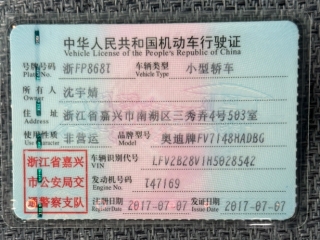 中华人民共和国机动车行驶证
Vehicle License of the People's Republic of China
号牌号码 浙FP868T 车辆类型 小型轿车
Plate No. Vehicle Type
所有人 沈宇婧
Owner
住址 浙江省嘉兴市南湖区三秀弄4号503室
Address
使用性质 非营运 品牌型号 奥迪牌FV7148HADBG
Use Character Model
浙江省嘉兴
市公安局交
通警察支队
车辆识别代号 LFV2B28V1H5028542
VIN
发动机号码 T47169
Engine No.
注册日期 2017-07-07 发证日期 2017-07-07
Register Date Issue Date